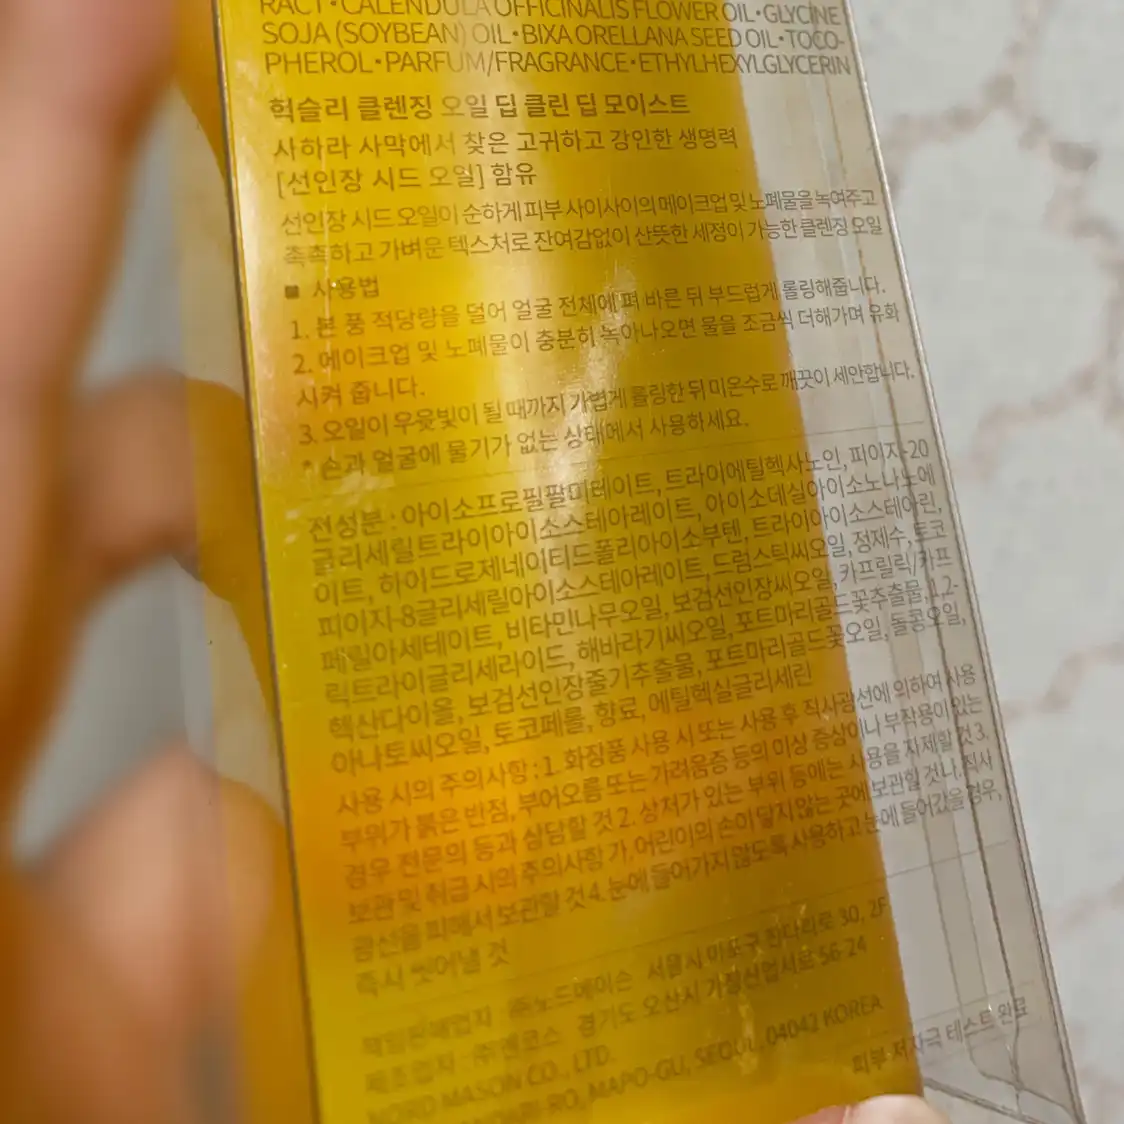 RACT•CALENDULA OFFICINALIS FLOWER OIL•GLYCINE
SOJA (SOYBEAN) OIL•BIXA ORELLANA SEED OIL•TOCO-
PHEROL•PARFUM/FRAGRANCE•ETHYLHEXYLGLYCERIN
헉슬리 클렌징 오일 딥 클린 딥 모이스트
사하라 사막에서 찾은 고귀하고 강인한 생명력
[선인장 시드 오일] 함유
선인장 시드 오일이 순하게 피부 사이사이의 메이크업 및 노폐물을 녹여주고
촉촉하고 가벼운 텍스처로 잔여감없이 산뜻한 세정이 가능한 클렌징 오일
■ 사용법
1. 본 품 적당량을 덜어 얼굴 전체에 펴 바른 뒤 부드럽게 롤링해줍니다.
2. 메이크업 및 노폐물이 충분히 녹아나오면 물을 조금씩 더해가며 유화
시켜 줍니다.
3. 오일이 우윳빛이 될 때까지 가볍게 롤링한 뒤 미온수로 깨끗이 세안합니다.
* 손과 얼굴에 물기가 없는 상태에서 사용하세요.
전성분 : 아이소프로필팔미테이트, 트라이에틸헥사노인, 피이지-20
글리세릴트라이아이소스테아레이트, 아이소데실아이소노나노에
이트, 하이드로제네이티드폴리아이소부텐, 트라이아이소스테아린,
피이지-8글리세릴아이소스테아레이트, 드럼스틱씨오일, 정제수, 토코
페릴아세테이트, 비타민나무오일, 보검선인장씨오일, 카프릴릭/카프
릭트라이글리세라이드, 해바라기씨오일, 포트마리골드꽃추출물, 1,2-
헥산다이올, 보검선인장줄기추출물, 포트마리골드꽃오일, 돌콩오일,
아나토씨오일, 토코페롤, 향료, 에틸헥실글리세린
사용 시의 주의사항 : 1. 화장품 사용 시 또는 사용 후 직사광선에 의하여 사용
부위가 붉은 반점, 부어오름 또는 가려움증 등의 이상 증상이나 부작용이 있는
경우 전문의 등과 상담할 것 2. 상처가 있는 부위 등에는 사용을 자제할 것 3.
보관 및 취급 시의 주의사항 가. 어린이의 손이 닿지 않는 곳에 보관할 것 나. 직사
광선을 피해서 보관할 것 4. 눈에 들어가지 않도록 사용하고 눈에 들어갔을 경우,
즉시 씻어낼 것
책임판매업자 : ㈜노드메이슨 서울시 마포구 잔다리로 30, 2F
제조업자 : ㈜엔코스 경기도 오산시 가장산업서로 56-24
NORD MASON CO., LTD.
MAPO-GU, SEOUL, 04042 KOREA
피부 저자극 테스트 완료